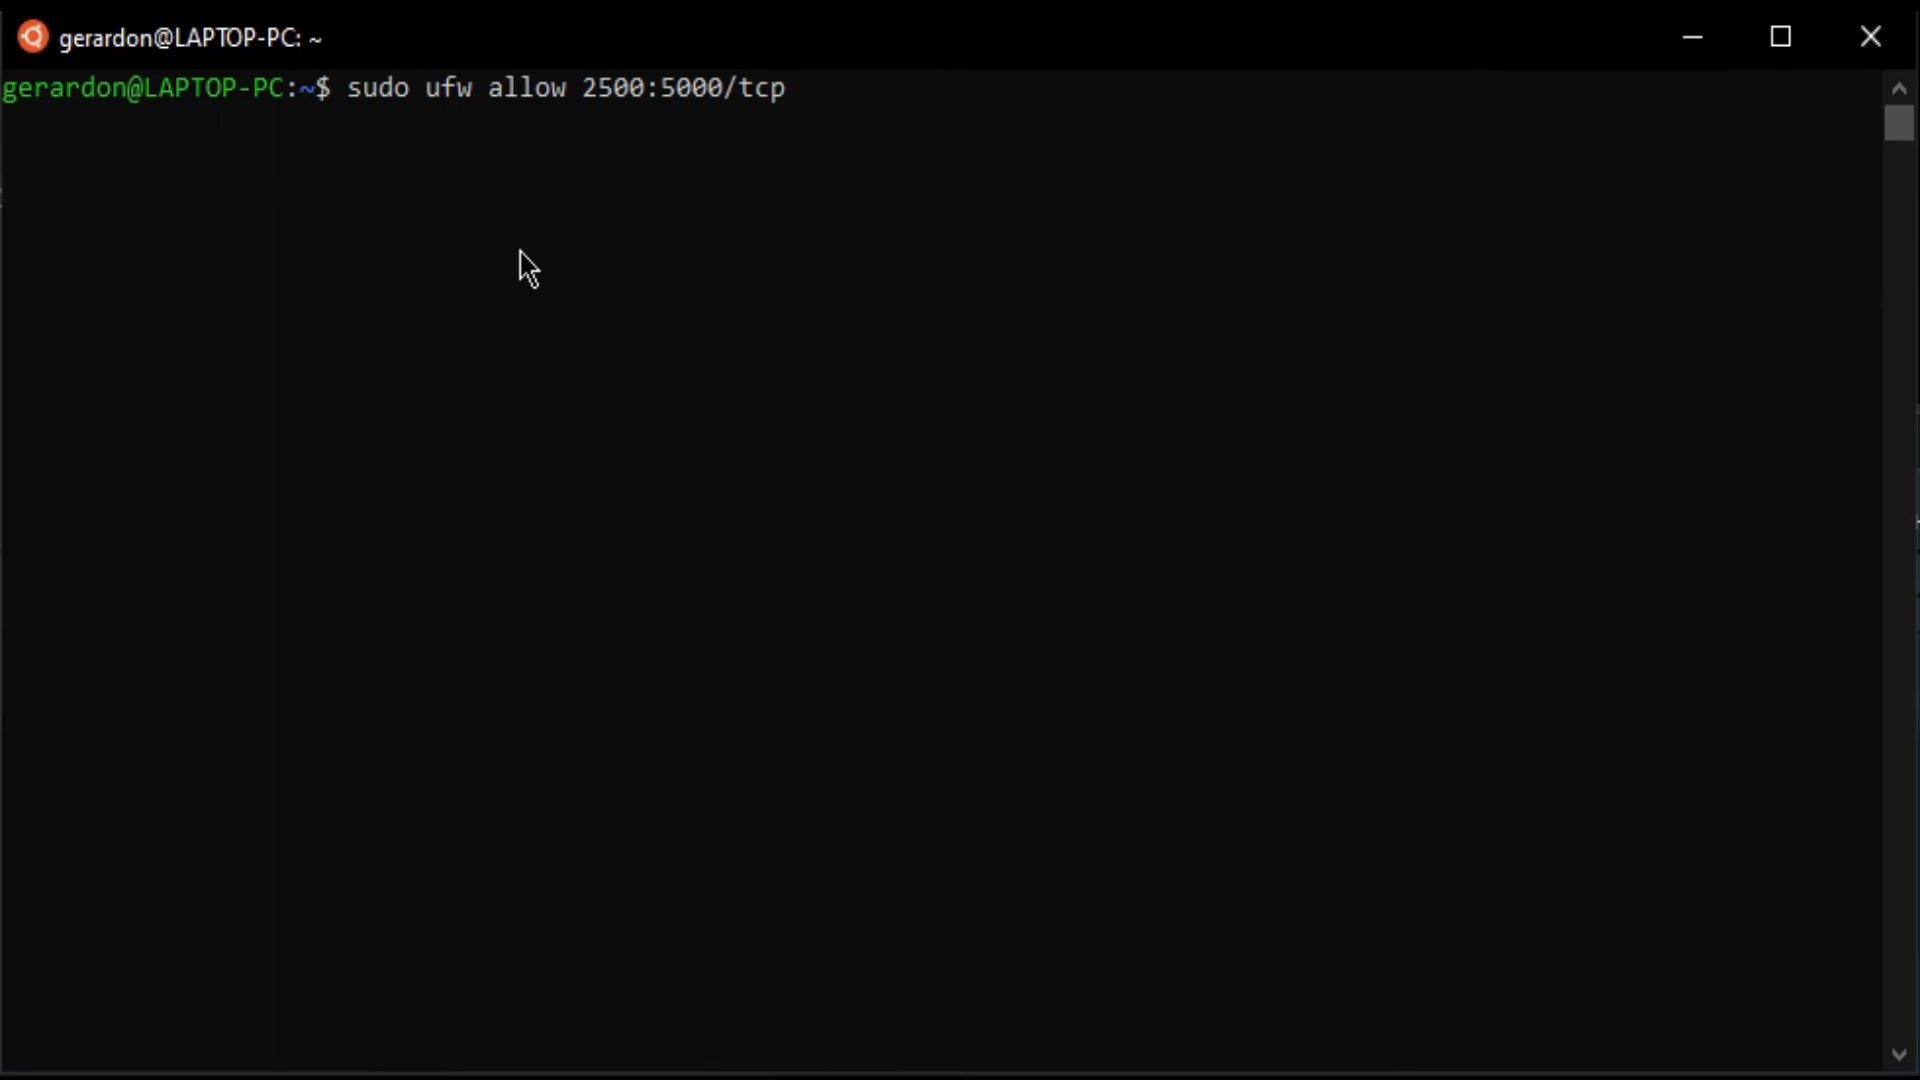 gerardon@LAPTOP-PC: ~
gerardon@LAPTOP-PC:~$ sudo ufw allow 2500:5000/tcp